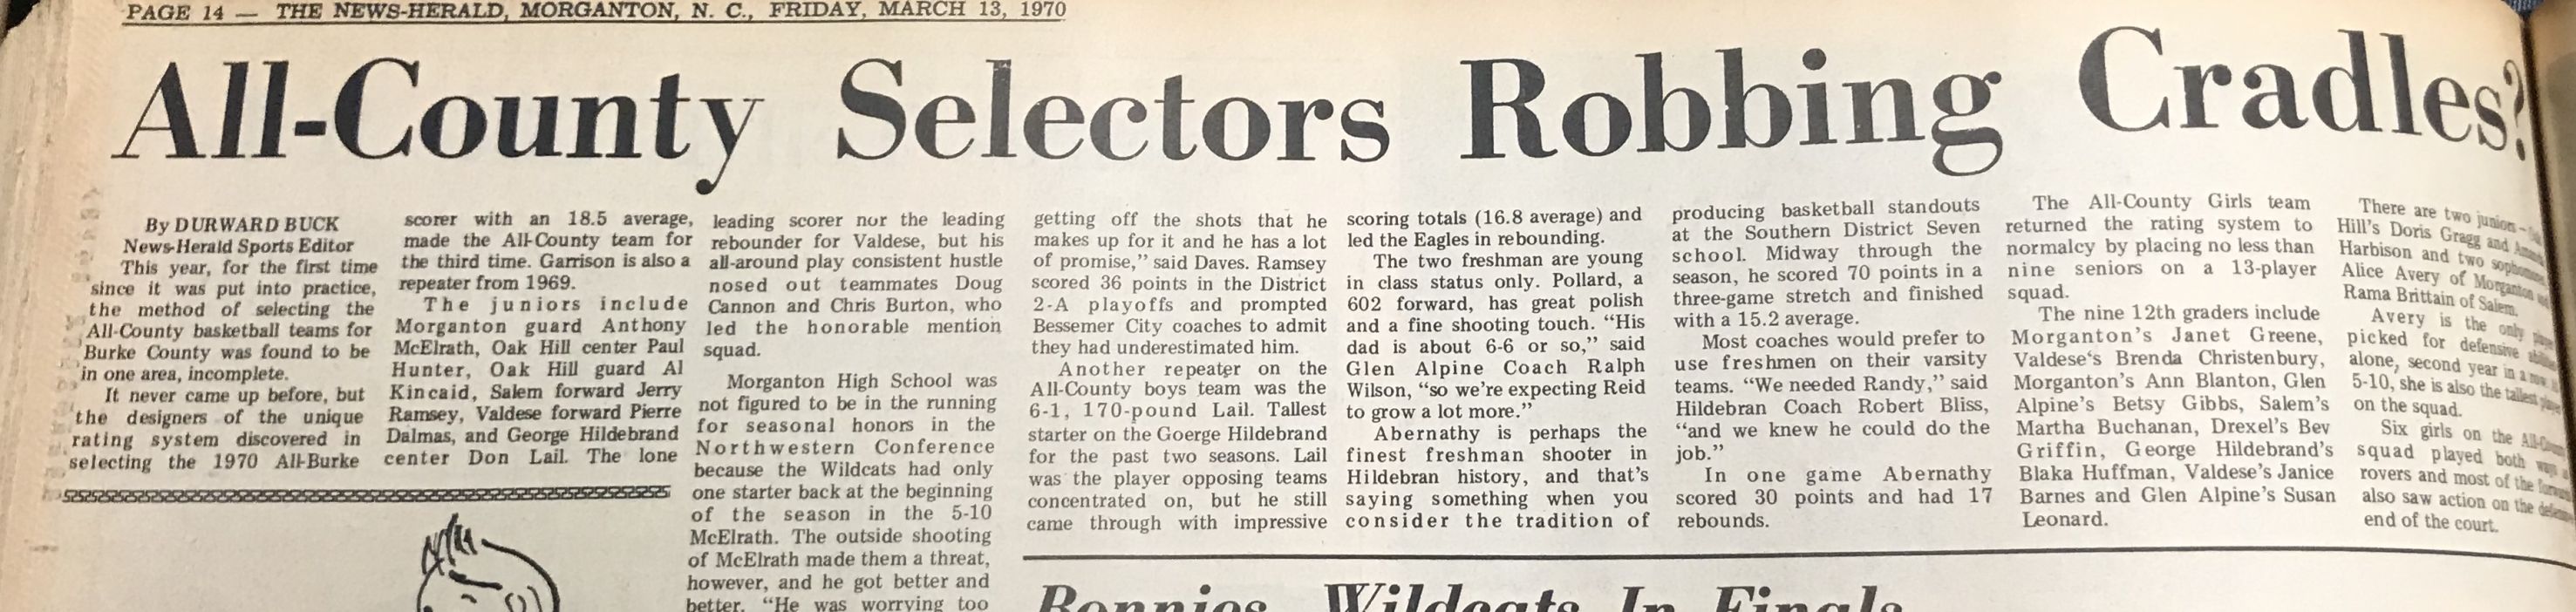 PAGE 14 — THE NEWS-HERALD, MORGANTON, N. C., FRIDAY, MARCH 13, 1970
All-County Selectors Robbing Cradles?
By DURWARD BUCK
News-Herald Sports Editor
This year, for the first time
since it was put into practice,
the method of selecting the
All-County basketball teams for
Burke County was found to be
in one area, incomplete.
It never came up before, but
the designers of the unique
rating system discovered in
selecting the 1970 All-Burke
scorer with an 18.5 average,
made the All-County team for
the third time. Garrison is also a
repeater from 1969.
The juniors include
Morganton guard Anthony
McElrath, Oak Hill center Paul
Hunter, Oak Hill guard Al
Kincaid, Salem forward Jerry
Ramsey, Valdese forward Pierre
Dalmas, and George Hildebrand
center Don Lail. The lone
leading scorer nor the leading
rebounder for Valdese, but his
all-around play consistent hustle
nosed out teammates Doug
Cannon and Chris Burton, who
led the honorable mention
squad.
Morganton High School was
not figured to be in the running
for seasonal honors in the
Northwestern Conference
because the Wildcats had only
one starter back at the beginning
of the season in the 5-10
McElrath. The outside shooting
of McElrath made them a threat,
however, and he got better and
better. "He was worrying too
getting off the shots that he
makes up for it and he has a lot
of promise," said Daves. Ramsey
scored 36 points in the District
2-A playoffs and prompted
Bessemer City coaches to admit
they had underestimated him.
Another repeater on the
All-County boys team was the
6-1, 170-pound Lail. Tallest
starter on the Goerge Hildebrand
for the past two seasons. Lail
was the player opposing teams
concentrated on, but he still
came through with impressive
scoring totals (16.8 average) and
led the Eagles in rebounding.
The two freshman are young
in class status only. Pollard, a
602 forward, has great polish
and a fine shooting touch. "His
dad is about 6-6 or so," said
Glen Alpine Coach Ralph
Wilson, "so we're expecting Reid
to grow a lot more."
Abernathy is perhaps the
finest freshman shooter in
Hildebran history, and that's
saying something when you
consider the tradition of
producing basketball standouts
at the Southern District Seven
school. Midway through the
season, he scored 70 points in a
three-game stretch and finished
with a 15.2 average.
Most coaches would prefer to
use freshmen on their varsity
teams. "We needed Randy," said
Hildebran Coach Robert Bliss,
"and we knew he could do the
job."
In one game Abernathy
scored 30 points and had 17
rebounds.
The All-County Girls team
returned the rating system to
normalcy by placing no less than
nine seniors on a 13-player
squad.
The nine 12th graders include
Morganton's Janet Greene,
Valdese's Brenda Christenbury,
Morganton's Ann Blanton, Glen
Alpine's Betsy Gibbs, Salem's
Martha Buchanan, Drexel's Bev
Griffin, George Hildebrand's
Blaka Huffman, Valdese's Janice
Barnes and Glen Alpine's Susan
Leonard.
There are two juniors -
Hill's Doris Gragg and
Harbison and two
Alice Avery of Morganton and
Rama Brittain of Salem.
Avery is the only
picked for defensive
alone, second year in a
5-10, she is also the tallest
on the squad.
Six girls on the
squad played both
rovers and most of the
also saw action on the
end of the court.
Wildcats In Finals